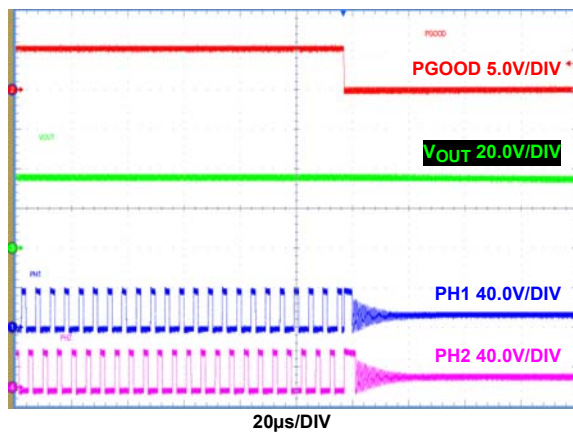 PGOOD
PGOOD 5.0V/DIV
VOUT
VOUT 20.0V/DIV
PH1
PH1 40.0V/DIV
PH2
PH2 40.0V/DIV
20µs/DIV